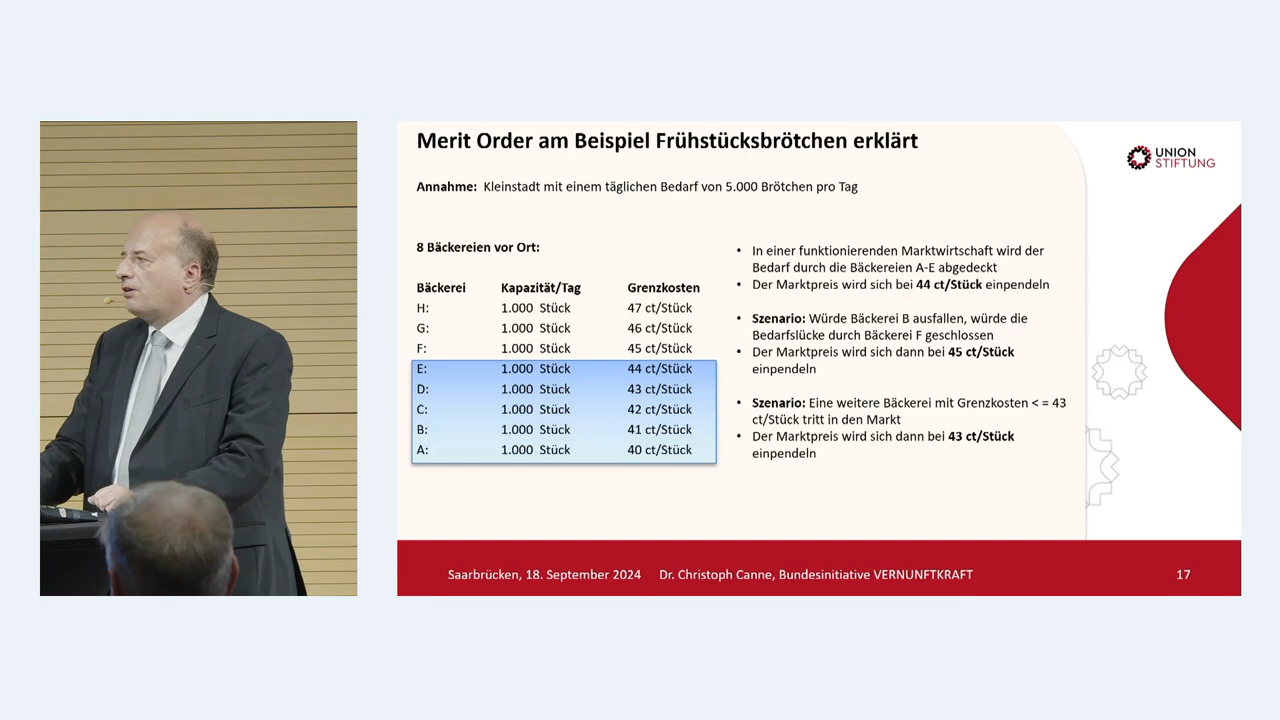 Merit Order am Beispiel Frühstücksbrötchen erklärt
UNION
STIFTUNG
Annahme: Kleinstadt mit einem täglichen Bedarf von 5.000 Brötchen pro Tag
8 Bäckereien vor Ort:
Bäckerei Kapazität/Tag Grenzkosten
H: 1.000 Stück 47 ct/Stück
G: 1.000 Stück 46 ct/Stück
F: 1.000 Stück 45 ct/Stück
E: 1.000 Stück 44 ct/Stück
D: 1.000 Stück 43 ct/Stück
C: 1.000 Stück 42 ct/Stück
B: 1.000 Stück 41 ct/Stück
A: 1.000 Stück 40 ct/Stück
• In einer funktionierenden Marktwirtschaft wird der
Bedarf durch die Bäckereien A-E abgedeckt
• Der Marktpreis wird sich bei 44 ct/Stück einpendeln
• Szenario: Würde Bäckerei B ausfallen, würde die
Bedarfslücke durch Bäckerei F geschlossen
• Der Marktpreis wird sich dann bei 45 ct/Stück
einpendeln
• Szenario: Eine weitere Bäckerei mit Grenzkosten < = 43
ct/Stück tritt in den Markt
• Der Marktpreis wird sich dann bei 43 ct/Stück
einpendeln
Saarbrücken, 18. September 2024 Dr. Christoph Canne, Bundesinitiative VERNUNFTKRAFT
17